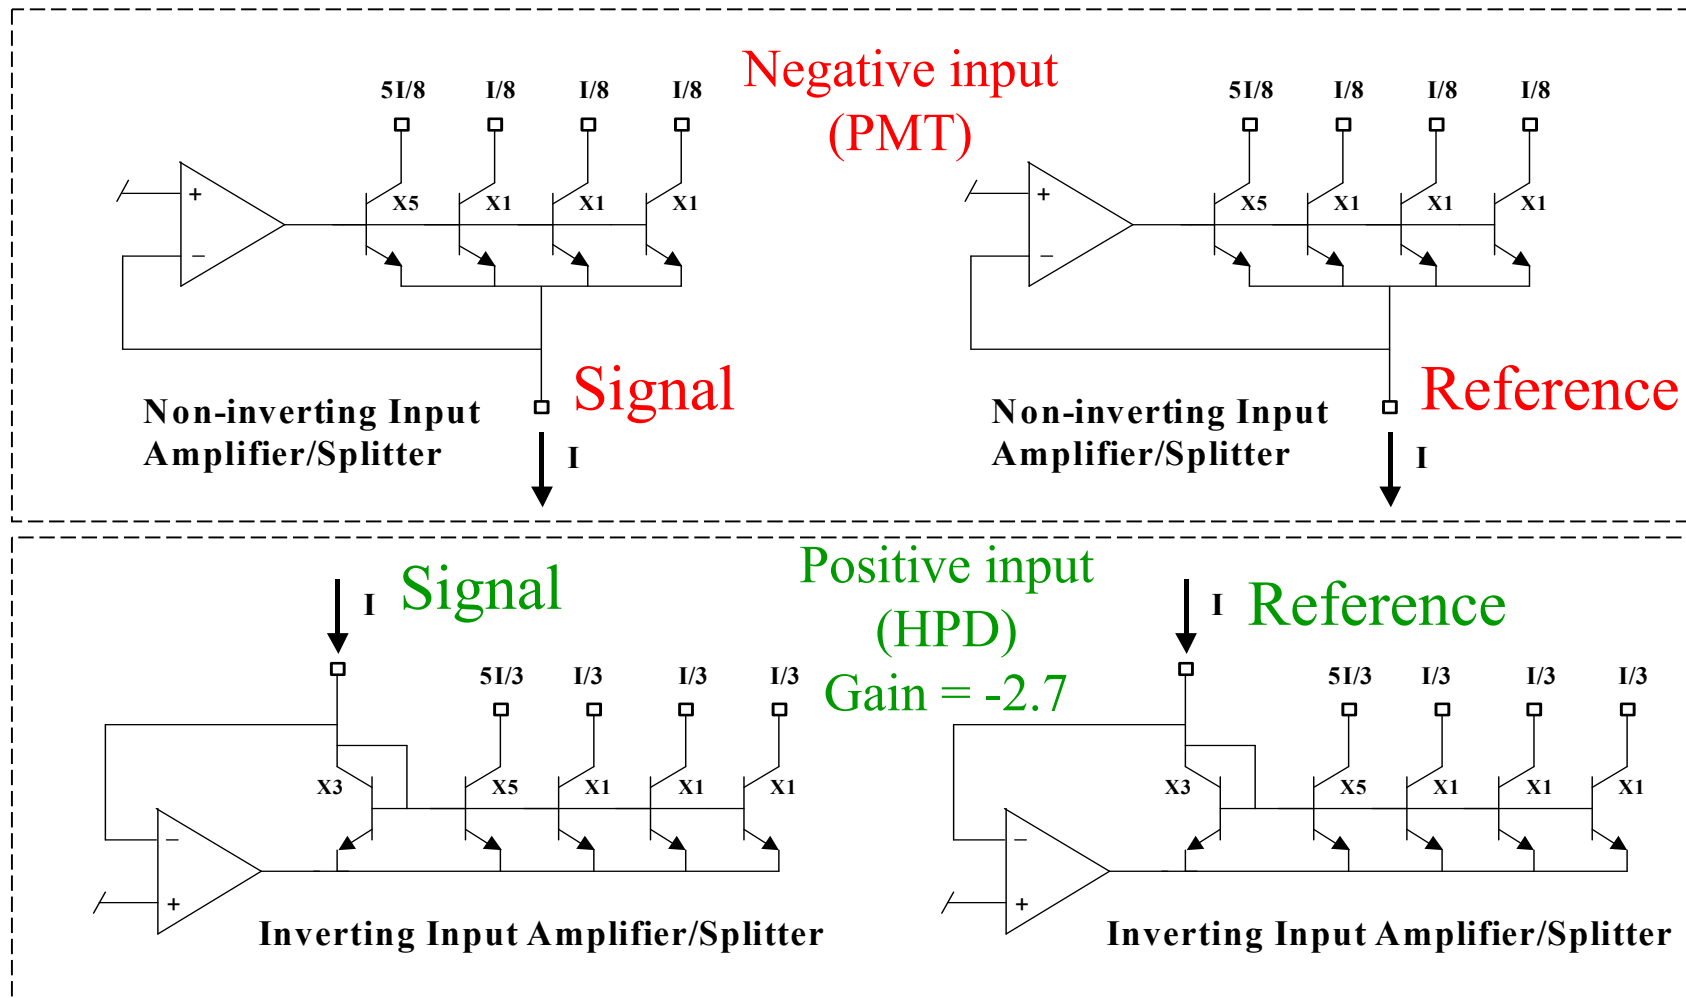 Negative input
(PMT)
5I/8 I/8 I/8 I/8
5I/8 I/8 I/8 I/8
+ X5 X1 X1 X1
+ X5 X1 X1 X1
−
−
Signal
Reference
Non-inverting Input
Amplifier/Splitter
I
Non-inverting Input
Amplifier/Splitter
I
Positive input
(HPD)
Gain = -2.7
I Signal
I Reference
5I/3 I/3 I/3 I/3
5I/3 I/3 I/3 I/3
X3 X5 X1 X1 X1
X3 X5 X1 X1 X1
−
−
+
+
Inverting Input Amplifier/Splitter
Inverting Input Amplifier/Splitter